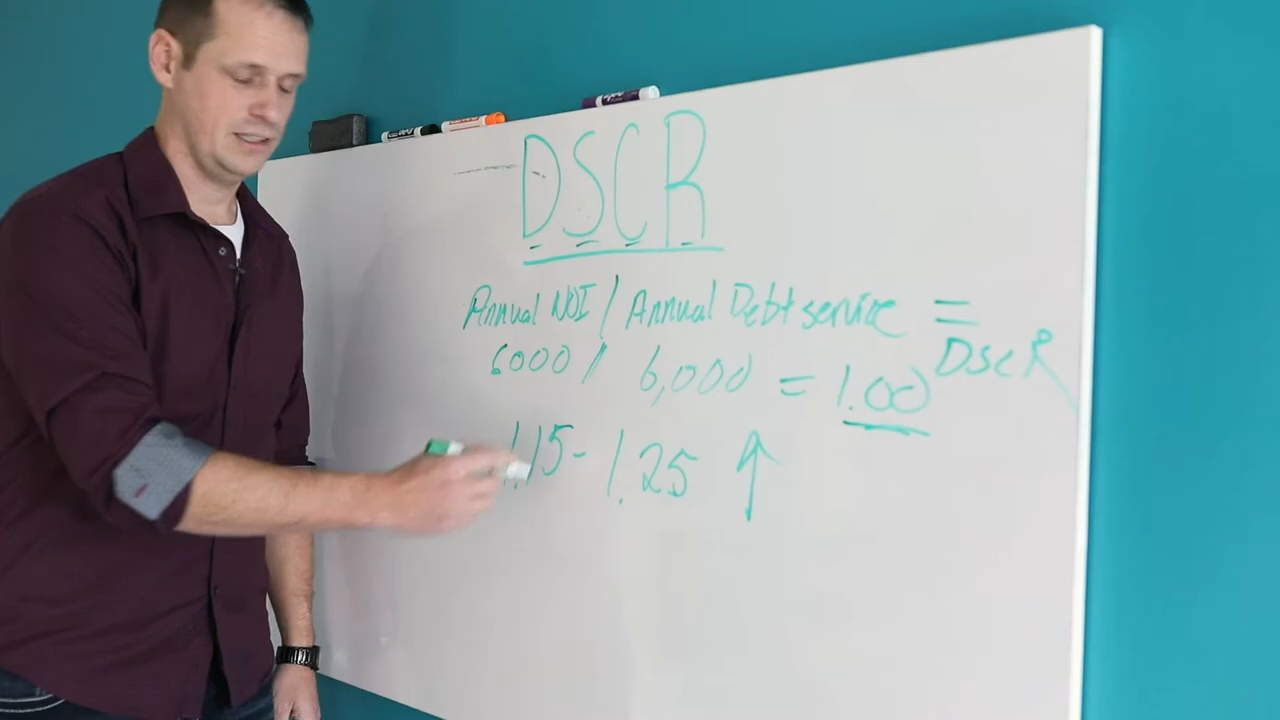 DSCR
Annual NOI / Annual Debt service =
DSCR
6000 / 6,000 = 1.00
1.15 - 1.25 ↑